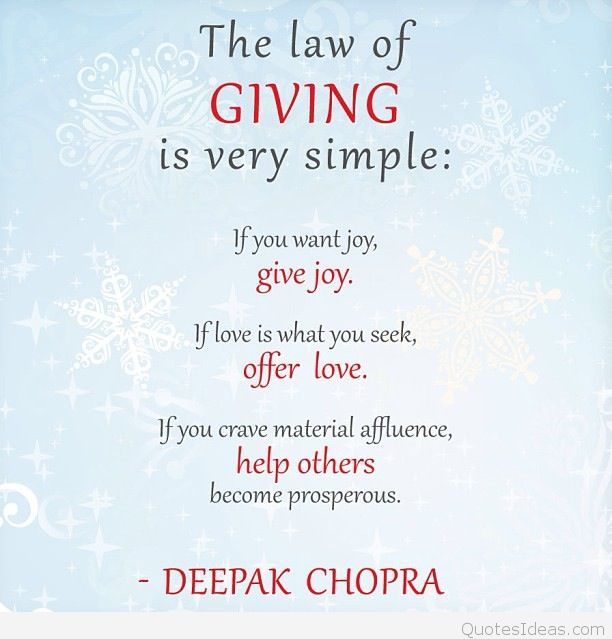 The law of
GIVING
is very simple:
If you want joy,
give joy.
If love is what you seek,
offer love.
If you crave material affluence,
help others
become prosperous.
- DEEPAK CHOPRA
QuotesIdeas.com